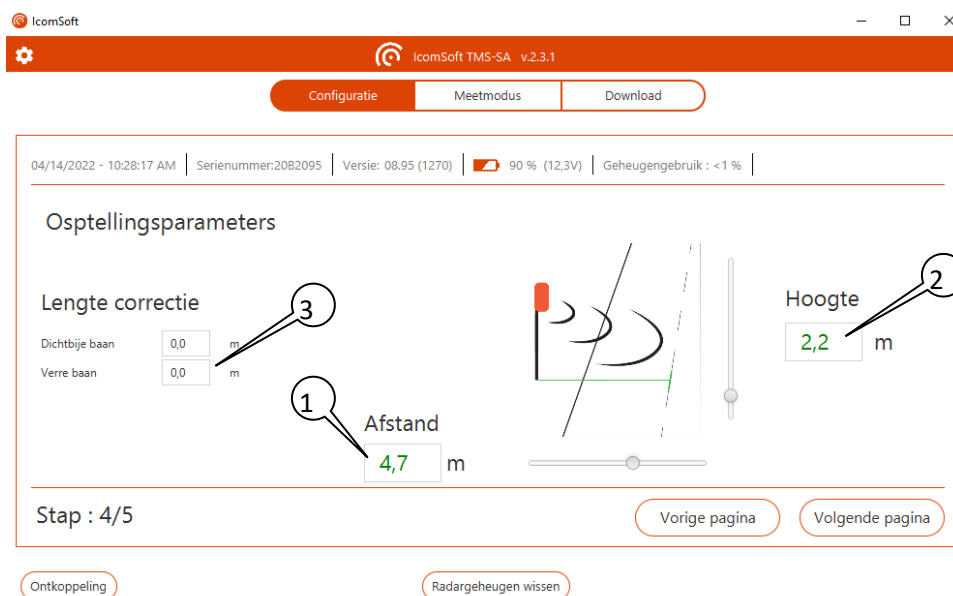 IcomSoft
IcomSoft TMS-SA v.2.3.1
Configuratie Meetmodus Download
04/14/2022 - 10:28:17 AM Serienummer:20B2095 Versie: 08.95 (1270) 90 % (12,3V) Geheugengebruik : <1 %
Osptellingsparameters
Lengte correctie
3
Dichtbije baan 0,0 m
Verre baan 0,0 m
1
Afstand
4,7 m
2
Hoogte
2,2 m
Stap : 4/5
Vorige pagina Volgende pagina
Ontkoppeling Radargeheugen wissen